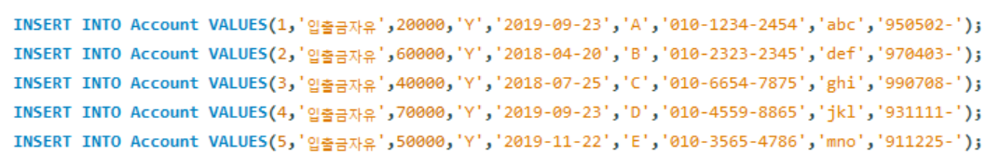 INSERT INTO Account VALUES(1,'입출금자유',20000,'Y','2019-09-23','A','010-1234-2454','abc','950502-');
INSERT INTO Account VALUES(2,'입출금자유',60000,'Y','2018-04-20','B','010-2323-2345','def','970403-');
INSERT INTO Account VALUES(3,'입출금자유',40000,'Y','2018-07-25','C','010-6654-7875','ghi','990708-');
INSERT INTO Account VALUES(4,'입출금자유',70000,'Y','2019-09-23','D','010-4559-8865','jkl','931111-');
INSERT INTO Account VALUES(5,'입출금자유',50000,'Y','2019-11-22','E','010-3565-4786','mno','911225-');